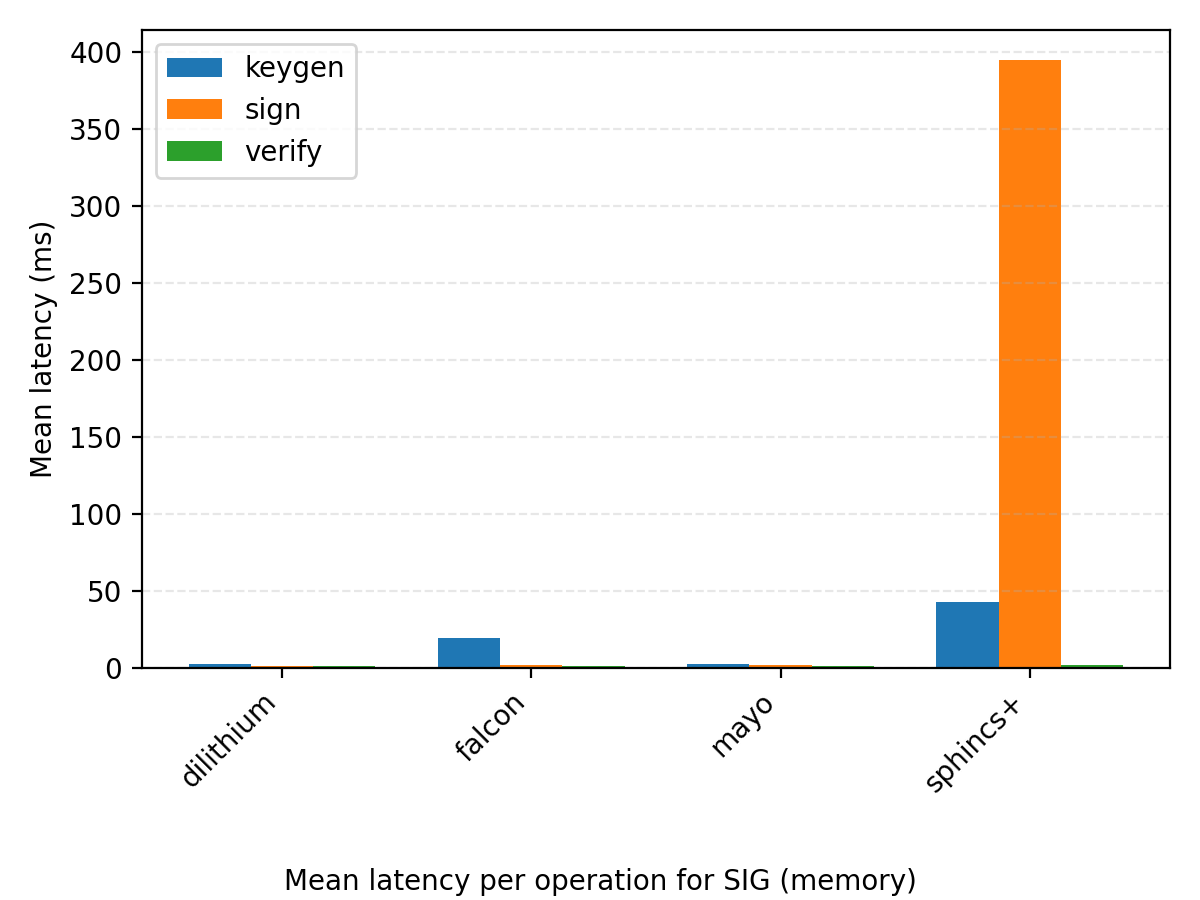 400
350
300
250
200
150
100
50
0
Mean latency (ms)
keygen
sign
verify
dilithium
falcon
mayo
sphincs+
Mean latency per operation for SIG (memory)